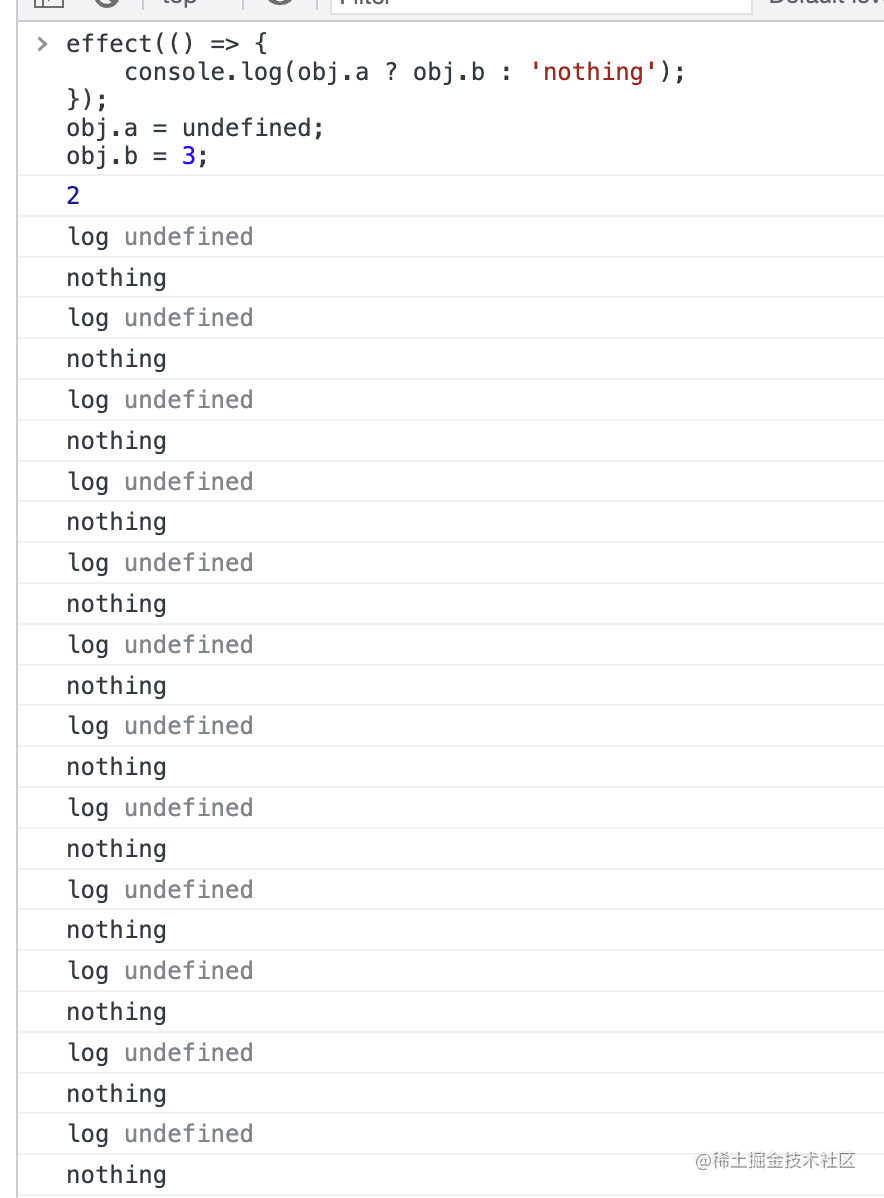 top
Filter
Default lev
> effect(() => {
    console.log(obj.a ? obj.b : 'nothing');
});
obj.a = undefined;
obj.b = 3;
2
log undefined
nothing
log undefined
nothing
log undefined
nothing
log undefined
nothing
log undefined
nothing
log undefined
nothing
log undefined
nothing
log undefined
nothing
log undefined
nothing
log undefined
nothing
log undefined
nothing
log undefined
nothing
@稀土掘金技术社区